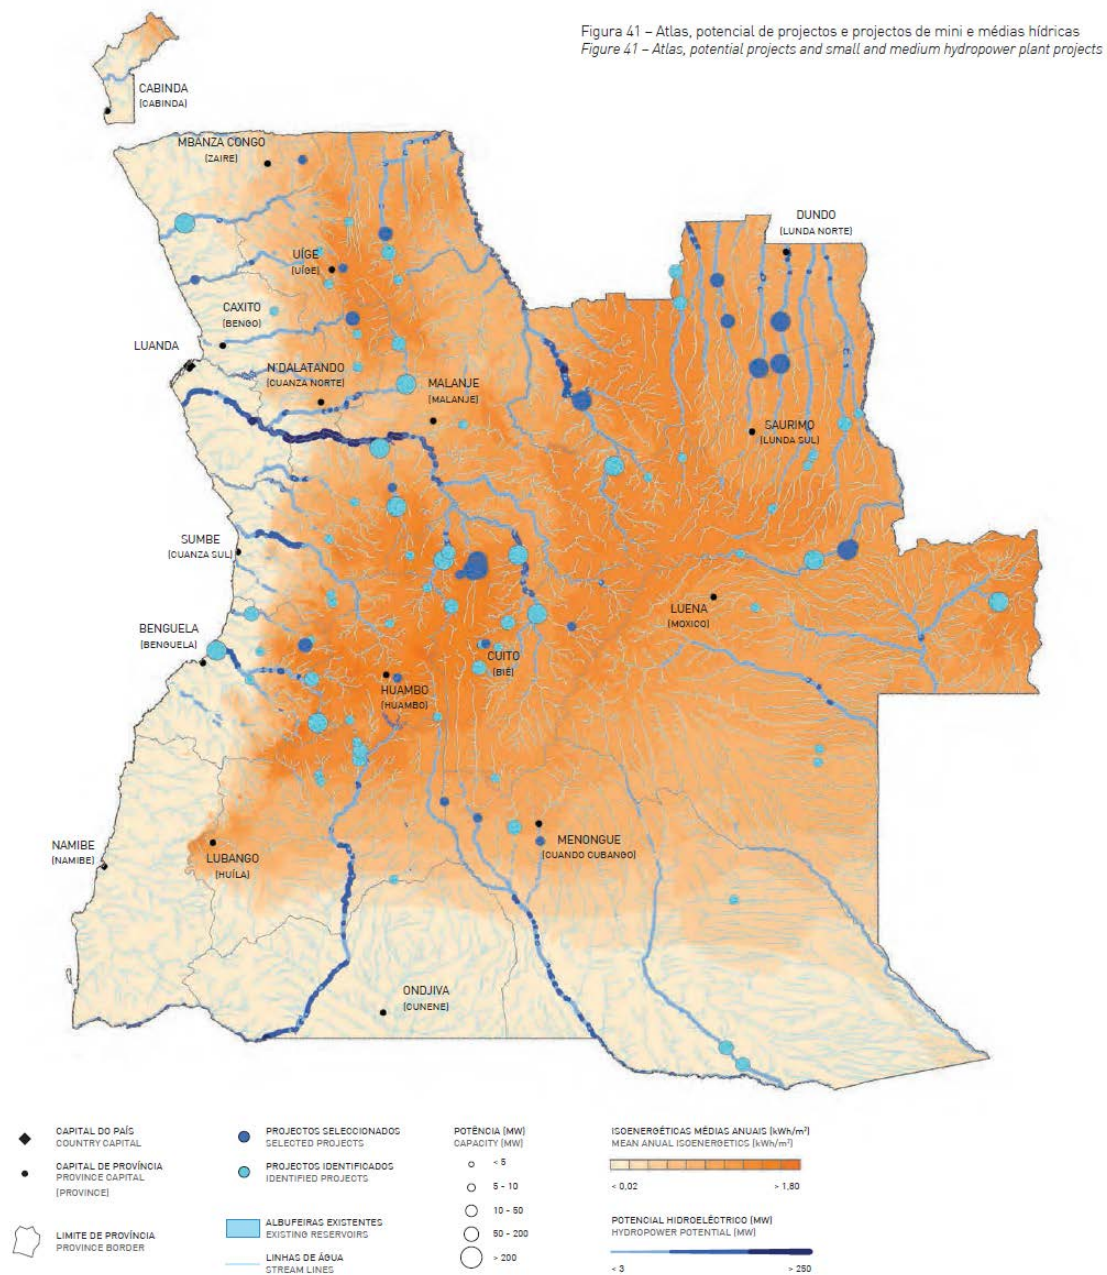 Figura 41 – Atlas, potencial de projectos e projectos de mini e médias hídricas
Figure 41 – Atlas, potential projects and small and medium hydropower plant projects
CABINDA
(CABINDA)
MBANZA CONGO
(ZAIRE)
DUNDO
(LUNDA NORTE)
UÍGE
(UÍGE)
CAXITO
(BENGO)
LUANDA
N'DALATANDO
(CUANZA NORTE)
MALANJE
(MALANJE)
SAURIMO
(LUNDA SUL)
SUMBE
(CUANZA SUL)
LUENA
(MOXICO)
BENGUELA
(BENGUELA)
CUITO
(BIÉ)
HUAMBO
(HUAMBO)
NAMIBE
(NAMIBE)
LUBANGO
(HUÍLA)
MENONGUE
(CUANDO CUBANGO)
ONDJIVA
(CUNENE)
CAPITAL DO PAÍS
COUNTRY CAPITAL
CAPITAL DE PROVÍNCIA
PROVINCE CAPITAL
(PROVINCE)
LIMITE DE PROVÍNCIA
PROVINCE BORDER
PROJECTOS SELECCIONADOS
SELECTED PROJECTS
PROJECTOS IDENTIFICADOS
IDENTIFIED PROJECTS
ALBUFEIRAS EXISTENTES
EXISTING RESERVOIRS
LINHAS DE ÁGUA
STREAM LINES
POTÊNCIA (MW)
CAPACITY (MW)
< 5
5 - 10
10 - 50
50 - 200
> 200
ISOENERGÉTICAS MÉDIAS ANUAIS (kWh/m²)
MEAN ANUAL ISOENERGETICS (kWh/m²)
< 0,02
> 1,80
POTENCIAL HIDROELÉCTRICO (MW)
HYDROPOWER POTENTIAL (MW)
< 3
> 250